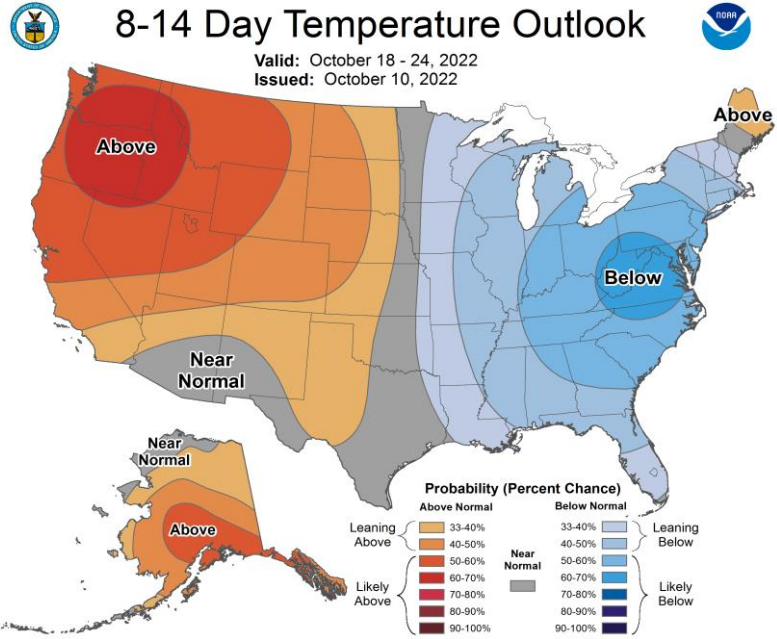 8-14 Day Temperature Outlook
NOAA
Valid: October 18 - 24, 2022
Issued: October 10, 2022
Above
Above
Below
Near
Normal
Near
Normal
Above
Probability (Percent Chance)
Above Normal
Below Normal
Leaning
Above
33-40%
40-50%
Likely
Above
50-60%
60-70%
70-80%
80-90%
90-100%
Near
Normal
33-40%
40-50%
Leaning
Below
50-60%
60-70%
70-80%
80-90%
90-100%
Likely
Below